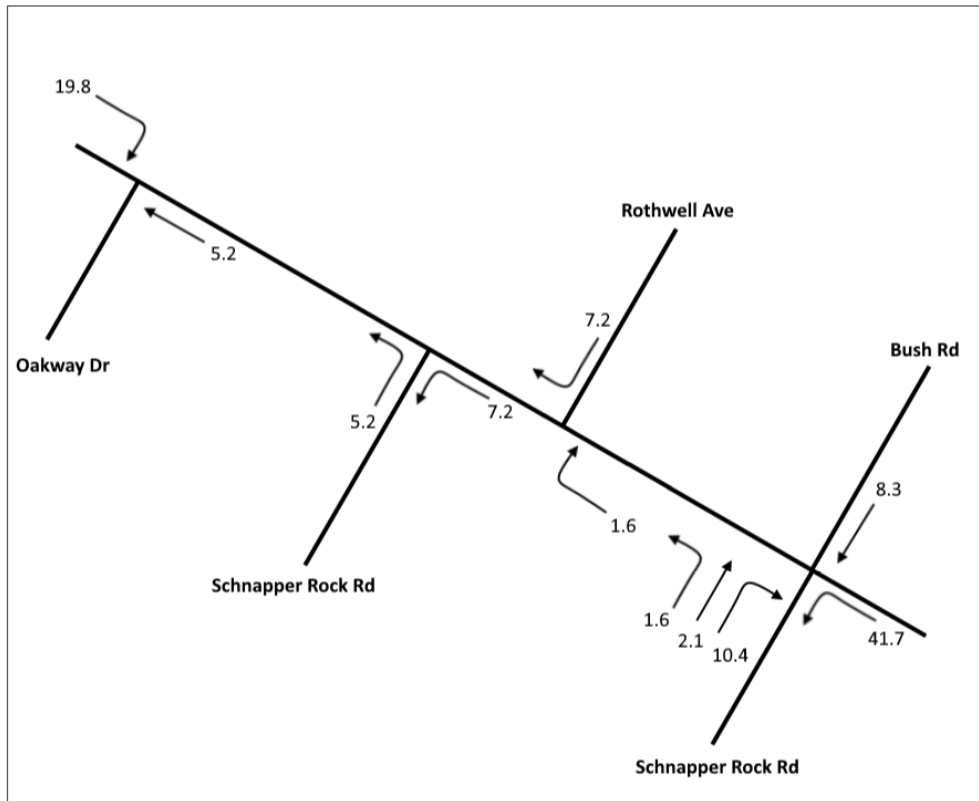 19.8
Rothwell Ave
5.2
7.2
Bush Rd
Oakway Dr
5.2
7.2
8.3
1.6
Schnapper Rock Rd
1.6
2.1
10.4
41.7
Schnapper Rock Rd